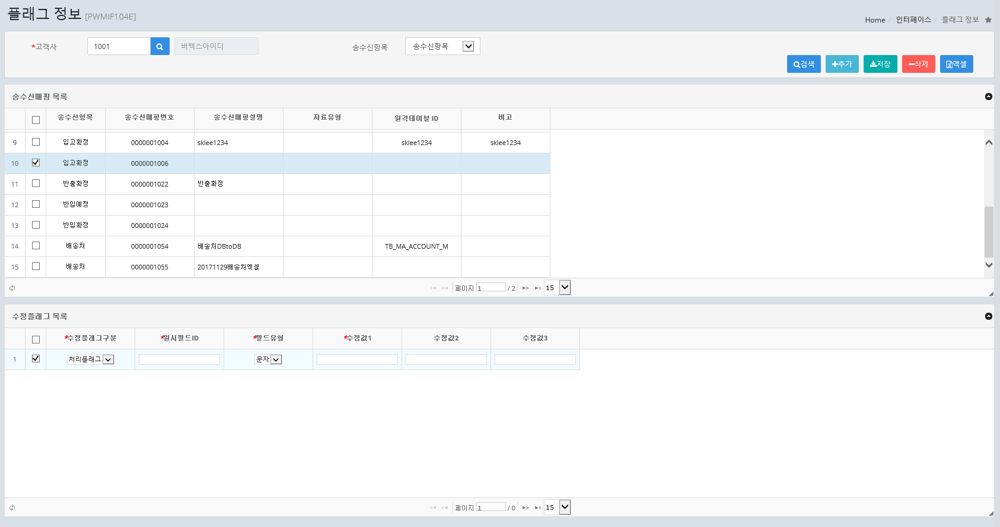 플래그 정보 [PWMIF104E]
Home / 인터페이스 / 플래그 정보
*고객사 1001 버텍스아이디 송수신항목 송수신항목
검색 추가 저장 삭제 엑셀
송수신매핑 목록
송수신항목 송수신매핑번호 송수신매핑설명 자료유형 원격테이블 ID 비고
9 입고확정 0000001004 sklee1234 sklee1234 sklee1234
10 입고확정 0000001006
11 반출확정 0000001022 반출확정
12 반입예정 0000001023
13 반입확정 0000001024
14 배송처 0000001054 배송처DBtoDB TB_MA_ACCOUNT_M
15 배송처 0000001055 20171129배송처엑셀
페이지 1 / 2 15
수정플래그 목록
*수정플래그구분 *일시필드ID *필드유형 *수정값1 수정값2 수정값3
1 처리플래그 문자
페이지 1 / 0 15